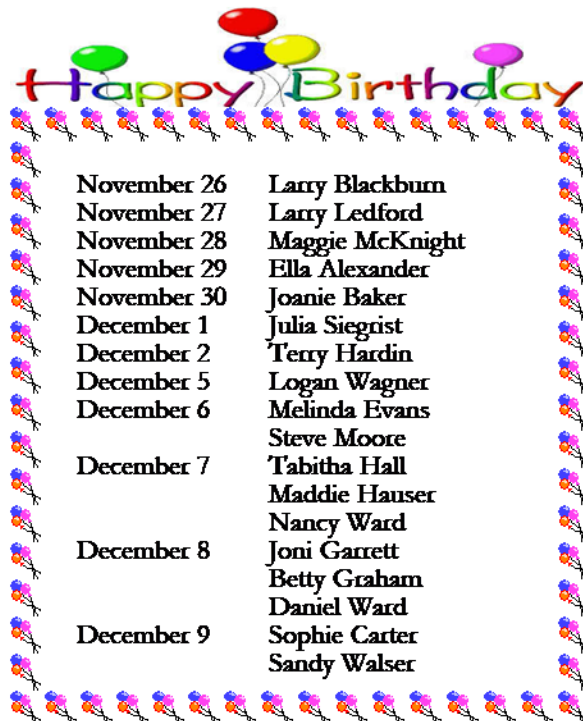 Happy Birthday
November 26 Larry Blackburn
November 27 Larry Ledford
November 28 Maggie McKnight
November 29 Ella Alexander
November 30 Joanie Baker
December 1 Julia Siegrist
December 2 Terry Hardin
December 5 Logan Wagner
December 6 Melinda Evans
Steve Moore
December 7 Tabitha Hall
Maddie Hauser
Nancy Ward
December 8 Joni Garrett
Betty Graham
Daniel Ward
December 9 Sophie Carter
Sandy Walser